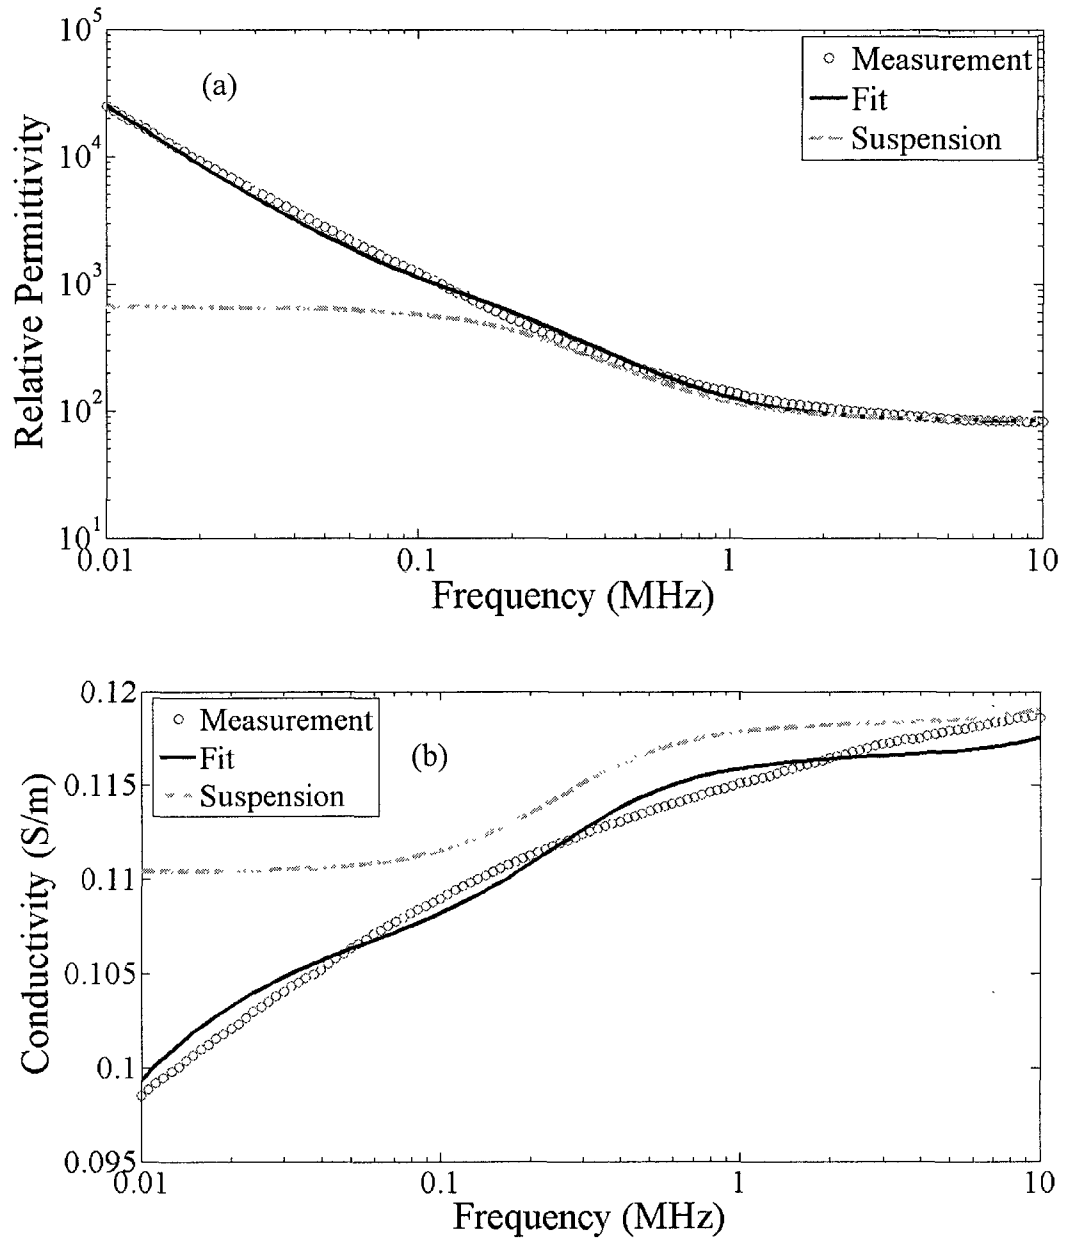 10^5
10^4
10^3
10^2
10^1
Relative Permittivity
(a)
Measurement
Fit
Suspension
0.01
0.1
1
10
Frequency (MHz)
0.12
0.115
0.11
0.105
0.1
0.095
Conductivity (S/m)
Measurement
Fit
Suspension
(b)
0.01
0.1
1
10
Frequency (MHz)